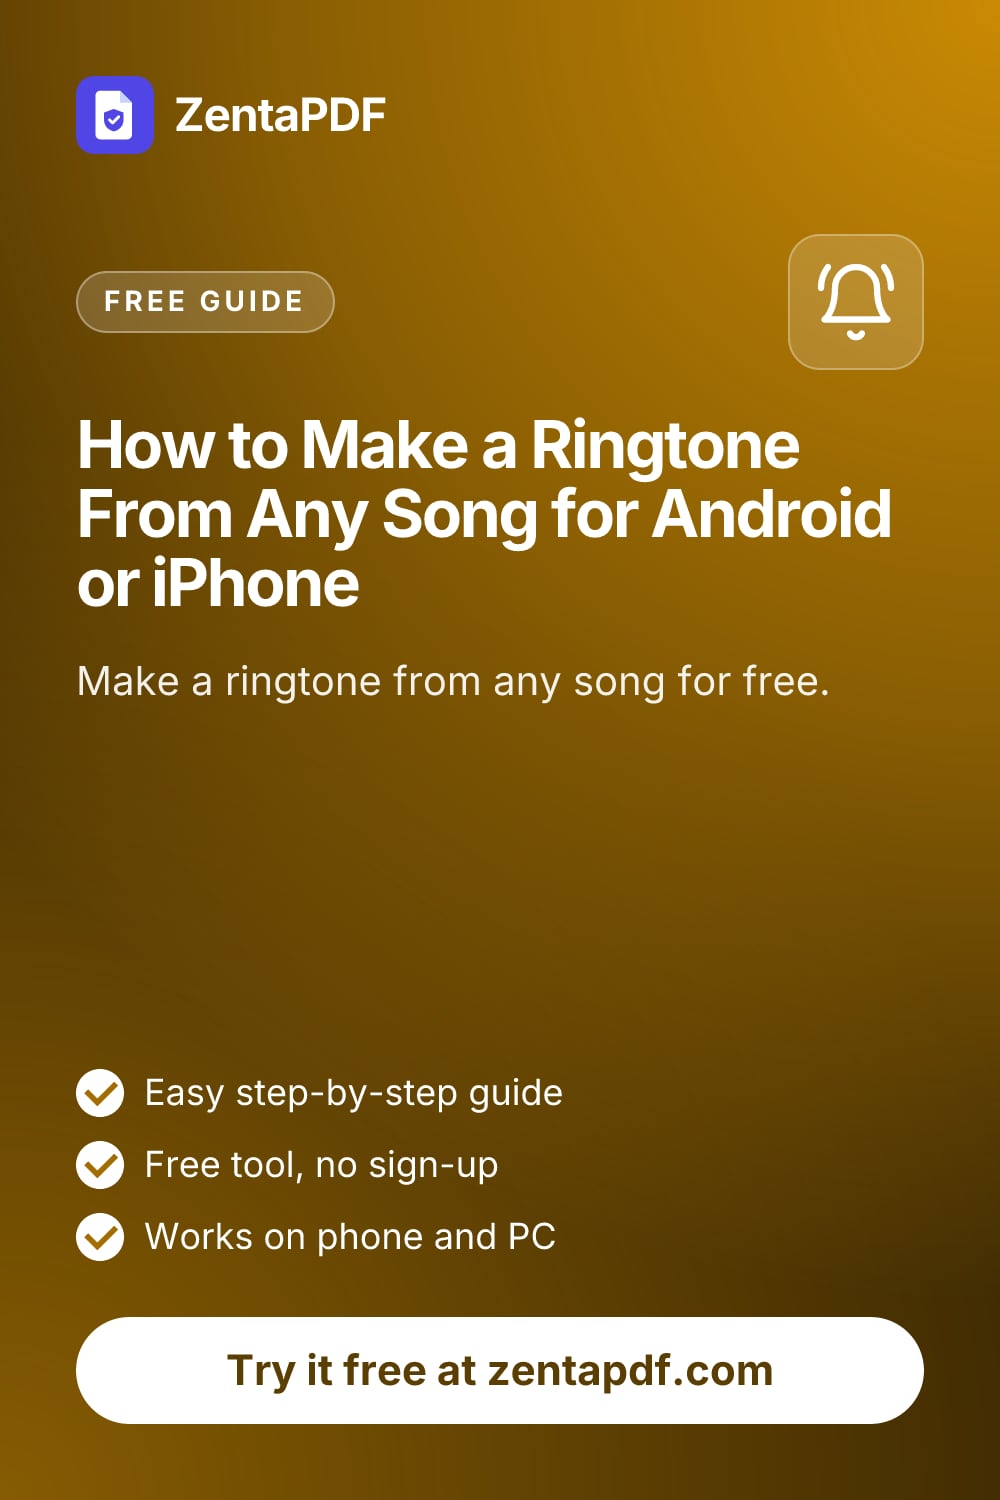 ZentaPDF
FREE GUIDE
How to Make a Ringtone
From Any Song for Android
or iPhone
Make a ringtone from any song for free.
Easy step-by-step guide
Free tool, no sign-up
Works on phone and PC
Try it free at zentapdf.com